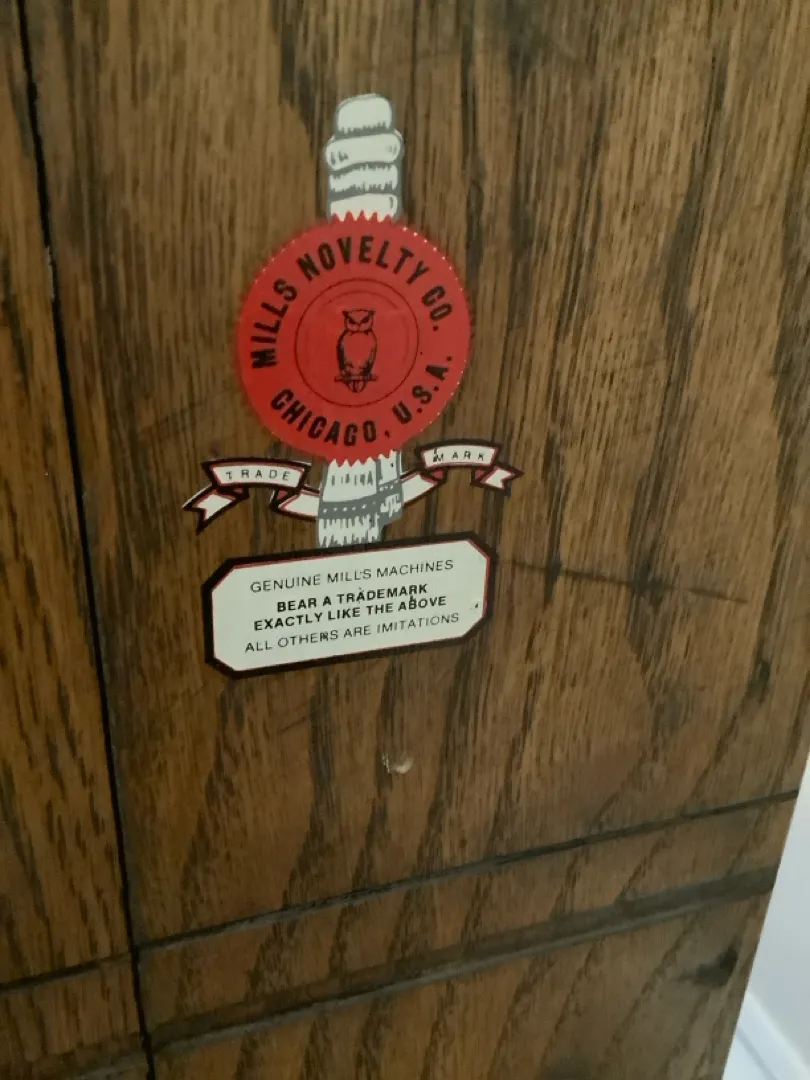 MILLS NOVELTY CO.
CHICAGO, U.S.A.
TRADE MARK
GENUINE MILLS MACHINES
BEAR A TRADEMARK
EXACTLY LIKE THE ABOVE
ALL OTHERS ARE IMITATIONS